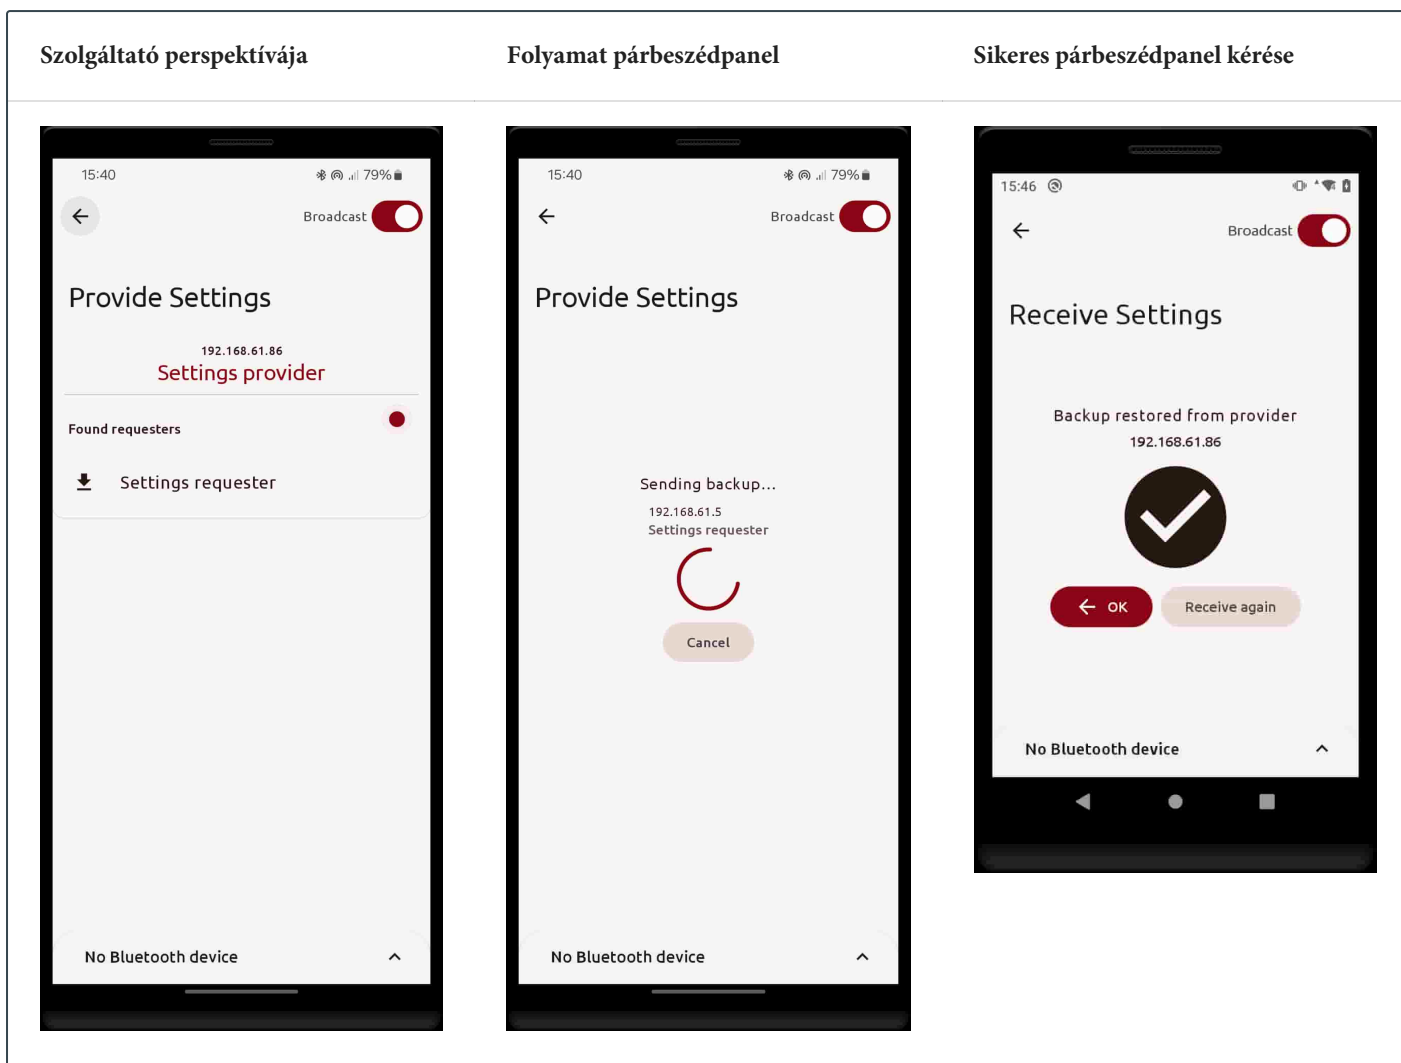 Szolgáltató perspektívája
Folyamat párbeszédpanel
Sikeres párbeszédpanel kérése
15:40
79%
Broadcast
Provide Settings
192.168.61.86
Settings provider
Found requesters
Settings requester
No Bluetooth device
15:40
79%
Broadcast
Provide Settings
Sending backup...
192.168.61.5
Settings requester
Cancel
No Bluetooth device
15:46
Broadcast
Receive Settings
Backup restored from provider
192.168.61.86
OK
Receive again
No Bluetooth device